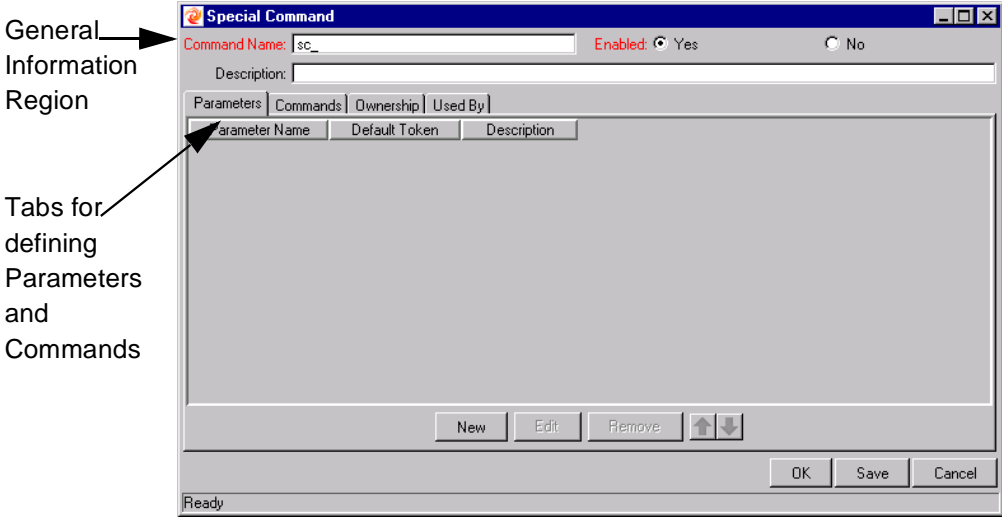 General
Information
Region
Tabs for
defining
Parameters
and
Commands
Special Command
Command Name: sc_ Enabled: Yes No
Description:
Parameters Commands Ownership Used By
Parameter Name Default Token Description
New Edit Remove
OK Save Cancel
Ready